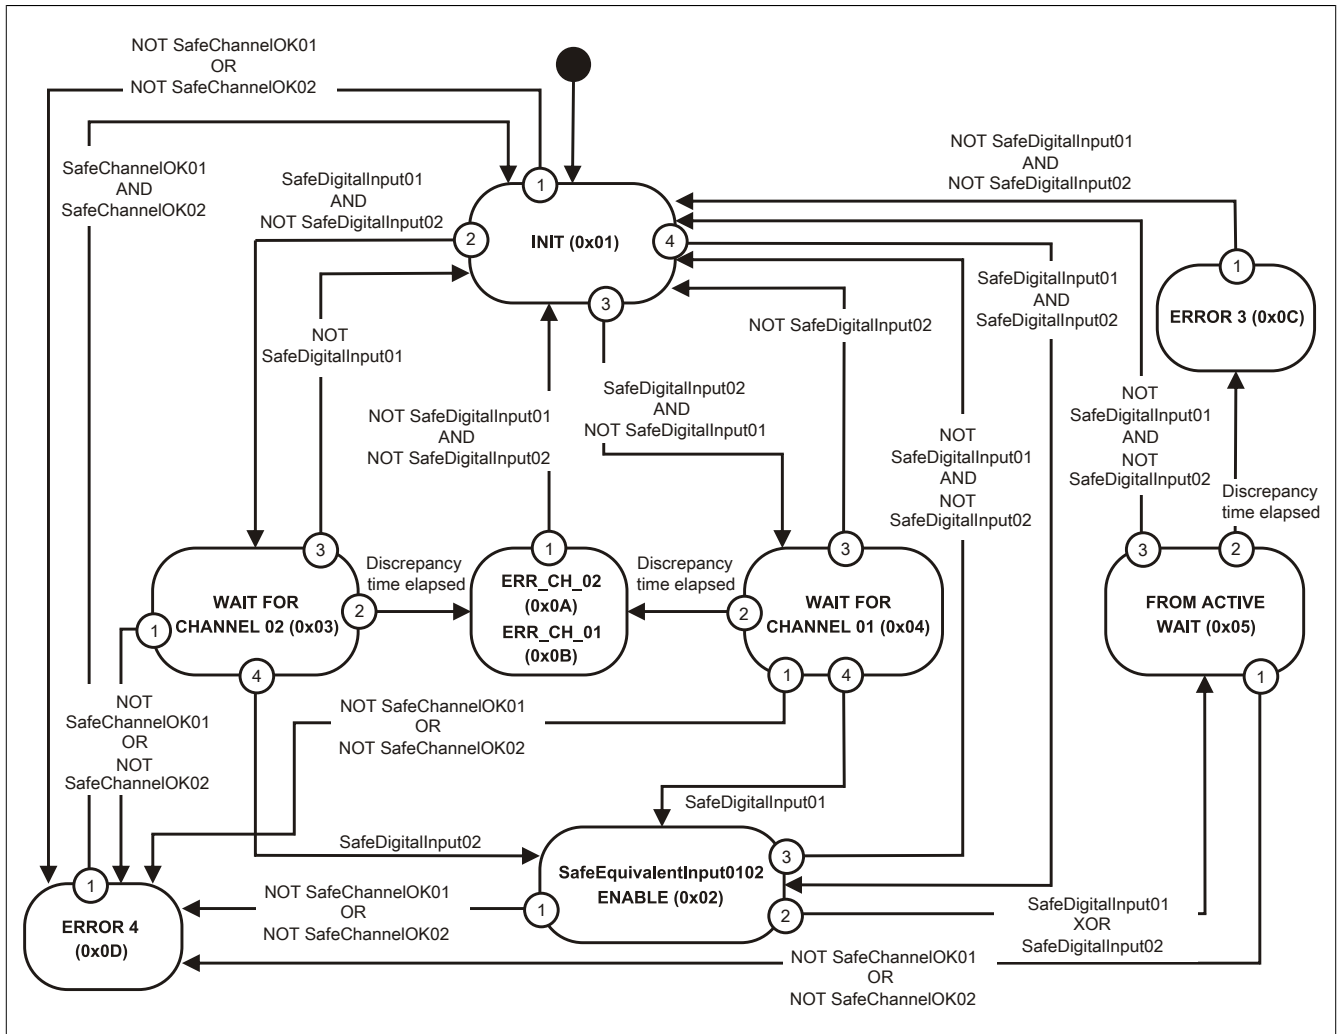 NOT SafeChannelOK01
OR
NOT SafeChannelOK02
SafeChannelOK01
AND
SafeChannelOK02
SafeDigitalInput01
AND
NOT SafeDigitalInput02
1
2
INIT (0x01)
4
3
NOT SafeDigitalInput01
AND
NOT SafeDigitalInput02
SafeDigitalInput01
AND
SafeDigitalInput02
1
ERROR 3 (0x0C)
NOT
SafeDigitalInput01
NOT SafeDigitalInput02
NOT SafeDigitalInput01
AND
NOT SafeDigitalInput02
SafeDigitalInput02
AND
NOT SafeDigitalInput01
NOT
SafeDigitalInput01
AND
NOT
SafeDigitalInput02
NOT
SafeDigitalInput01
AND
NOT
SafeDigitalInput02
Discrepancy
time elapsed
3
WAIT FOR
CHANNEL 02 (0x03)
1
2
4
Discrepancy
time elapsed
1
ERR_CH_02
(0x0A)
ERR_CH_01
(0x0B)
Discrepancy
time elapsed
3
2
WAIT FOR
CHANNEL 01 (0x04)
1
4
3
2
FROM ACTIVE
WAIT (0x05)
1
NOT
SafeChannelOK01
OR
NOT
SafeChannelOK02
NOT SafeChannelOK01
OR
NOT SafeChannelOK02
SafeDigitalInput01
SafeDigitalInput02
SafeEquivalentInput0102
ENABLE (0x02)
3
1
2
1
ERROR 4
(0x0D)
NOT SafeChannelOK01
OR
NOT SafeChannelOK02
SafeDigitalInput01
XOR
SafeDigitalInput02
NOT SafeChannelOK01
OR
NOT SafeChannelOK02